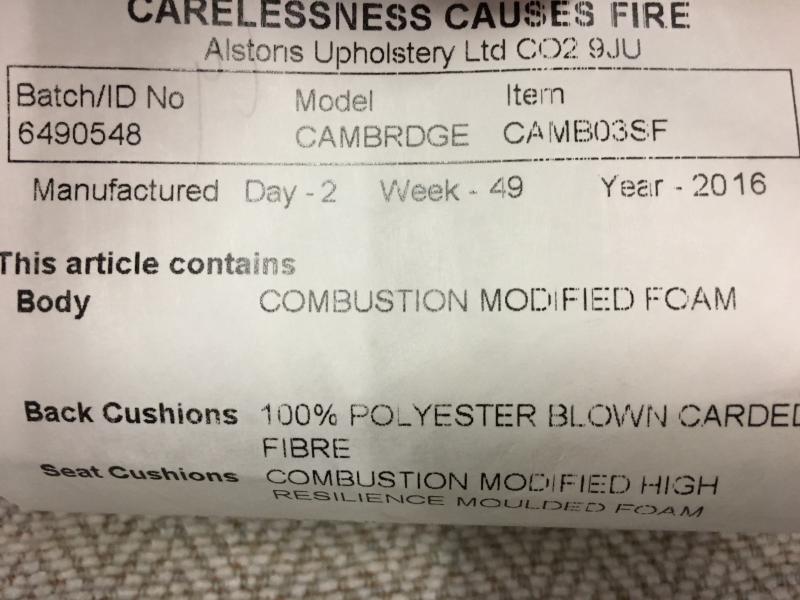 CARELESSNESS CAUSES FIRE
Alstons Upholstery Ltd CO2 9JU
Batch/ID No Model Item
6490548 CAMBRDGE CAMB03SF
Manufactured Day - 2 Week - 49 Year - 2016
This article contains
Body COMBUSTION MODIFIED FOAM
Back Cushions 100% POLYESTER BLOWN CARDED
FIBRE
Seat Cushions COMBUSTION MODIFIED HIGH
RESILIENCE MOULDED FOAM